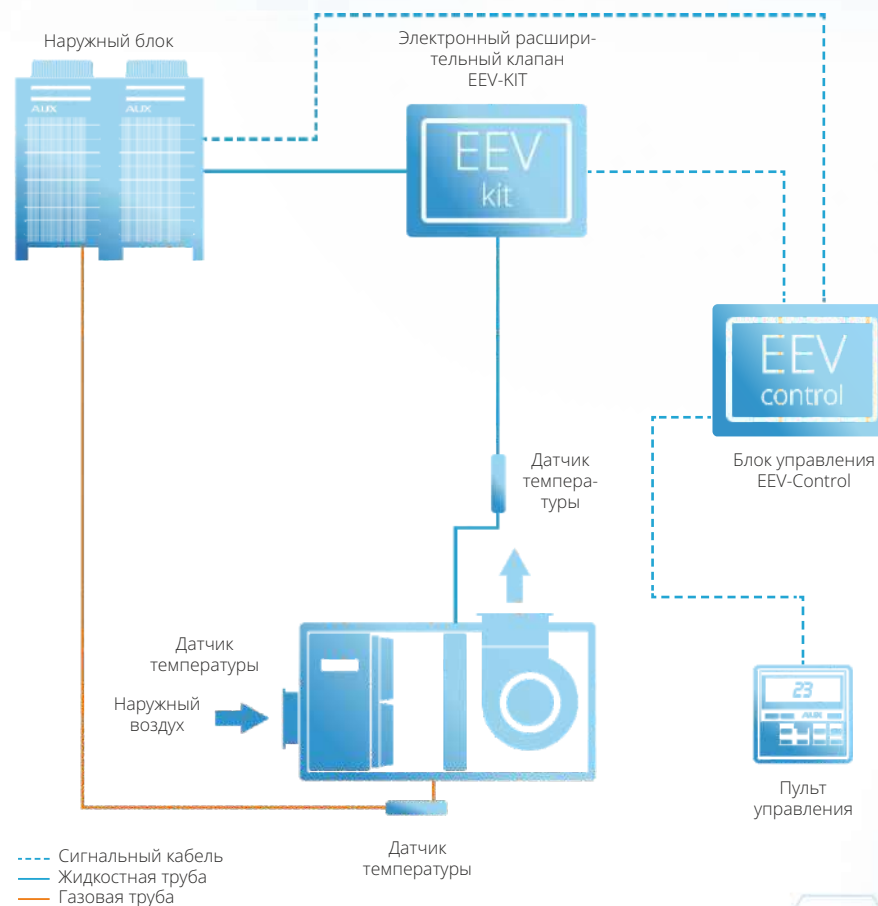 Наружный блок
Электронный расшири-
тельный клапан
EEV-KIT
AUX
AUX
EEV
kit
EEV
control
Датчик
темпера-
туры
Блок управления
EEV-Control
Датчик
температуры
Наружный
воздух
23
AUX
Пульт
управления
Датчик
температуры
Сигнальный кабель
Жидкостная труба
Газовая труба